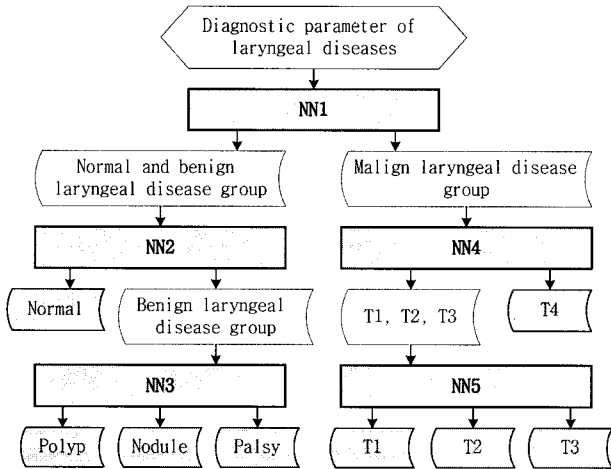 Diagnostic parameter of
laryngeal diseases
NN1
Normal and benign
laryngeal disease group
Malign laryngeal disease
group
NN2
NN4
Normal
Benign laryngeal
disease group
T1, T2, T3
T4
NN3
NN5
Polyp
Nodule
Palsy
T1
T2
T3